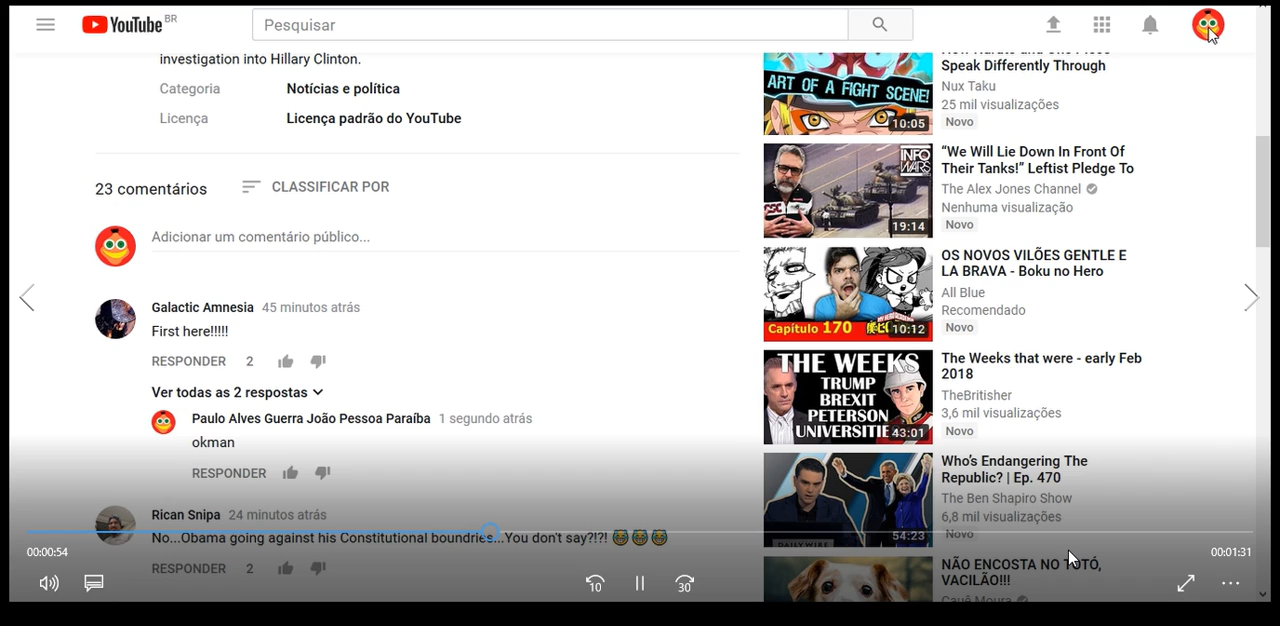 YouTube BR
Pesquisar
investigation into Hillary Clinton.
Categoria Notícias e política
Licença Licença padrão do YouTube
23 comentários CLASSIFICAR POR
Adicionar um comentário público...
Galactic Amnesia 45 minutos atrás
First here!!!!!
RESPONDER 2
Ver todas as 2 respostas
Paulo Alves Guerra João Pessoa Paraíba 1 segundo atrás
okman
RESPONDER
Rican Snipa 24 minutos atrás
No...Obama going against his Constitutional boundries...You don't say?!?!
RESPONDER 2
ART OF A FIGHT SCENE!
10:05
Speak Differently Through
Nux Taku
25 mil visualizações
Novo
INFO
WARS
19:14
“We Will Lie Down In Front Of
Their Tanks!” Leftist Pledge To
The Alex Jones Channel
Nenhuma visualização
Novo
Capítulo 170
10:12
OS NOVOS VILÕES GENTLE E
LA BRAVA - Boku no Hero
All Blue
Recomendado
Novo
THE WEEKS
TRUMP
BREXIT
PETERSON
UNIVERSITIE
43:01
The Weeks that were - early Feb
2018
TheBritisher
3,6 mil visualizações
Novo
DAILYWIRE
54:23
Who’s Endangering The
Republic? | Ep. 470
The Ben Shapiro Show
6,8 mil visualizações
Novo
NÃO ENCOSTA NO TOTÓ,
VACILÃO!!!
Cauê Moura
00:00:54
00:01:31
10
30